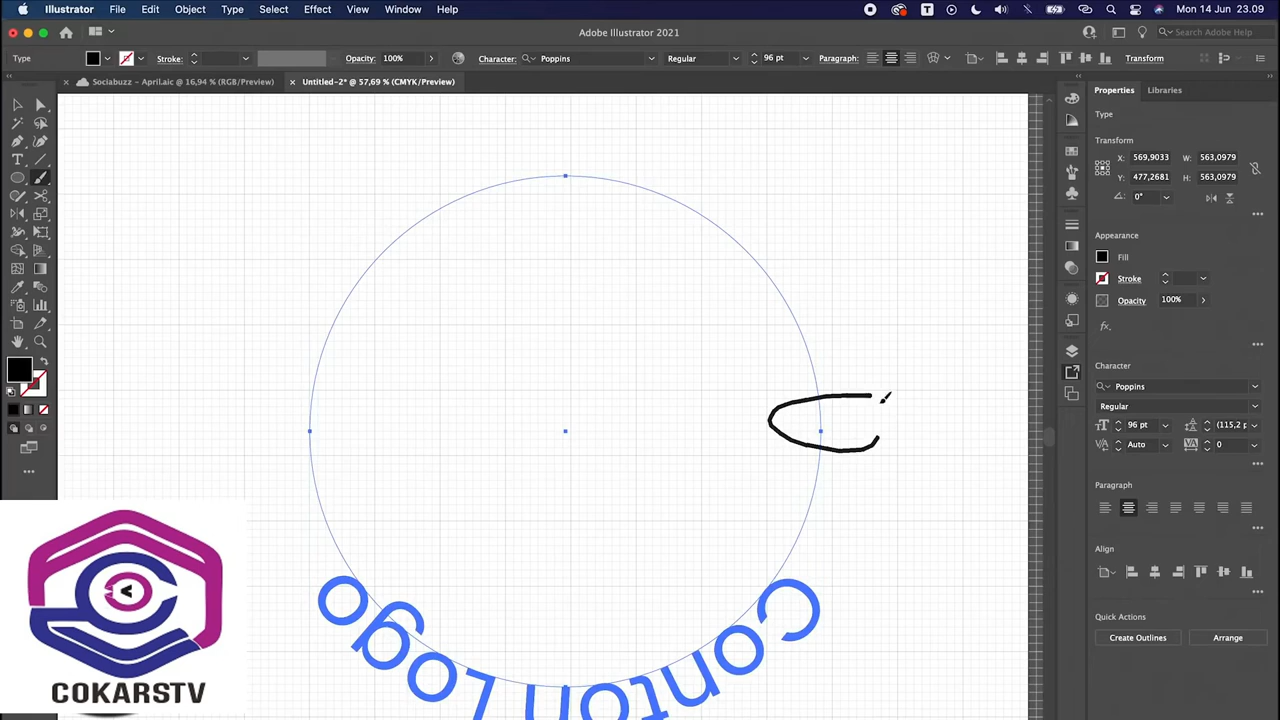 Illustrator File Edit Object Type Select Effect View Window Help
Mon 14 Jun 23.09
Adobe Illustrator 2021
Search Adobe Help
Type
Stroke:
Opacity 100%
Character: Poppins
Regular
96 pt
Paragraph:
Transform
Sociabuzz — April.aic @ 16,94 % (RGB/Preview)
Untitled-2* @ 57,69 % (CMYK/Preview)
Properties
Libraries
Type
Transform
X: 569,9033 W: 563,0979
Y: 477,2681 H: 563,0979
0°
Appearance
Fill
Stroke
Opacity 100%
fx.
Character
Poppins
Regular
96 pt (115,2 p
Auto 0
Paragraph
Align
Quick Actions
Create Outlines Arrange
COKARSTV